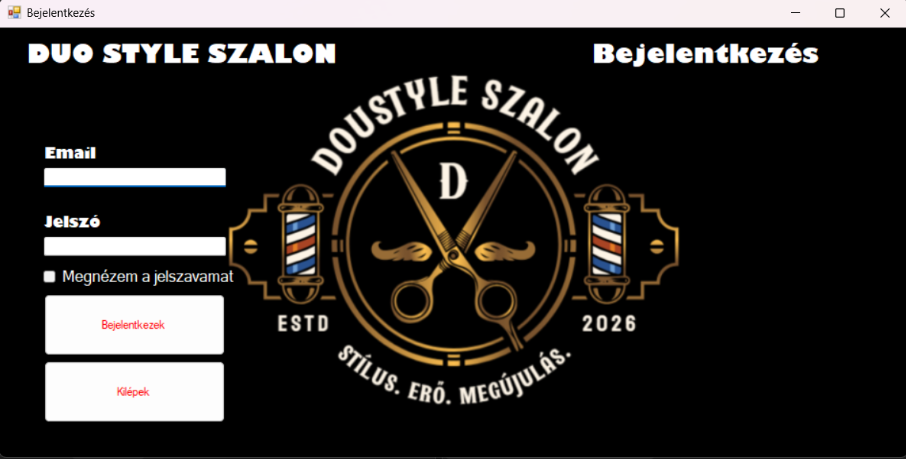 Bejelentkezés
DUO STYLE SZALON
Bejelentkezés
DOUSTYLE SZALON
D
Email
Jelszó
Megnézem a jelszavamat
Bejelentkezek
ESTD
2026
STÍLUS. ERŐ. MEGÚJULÁS.
Kilépek